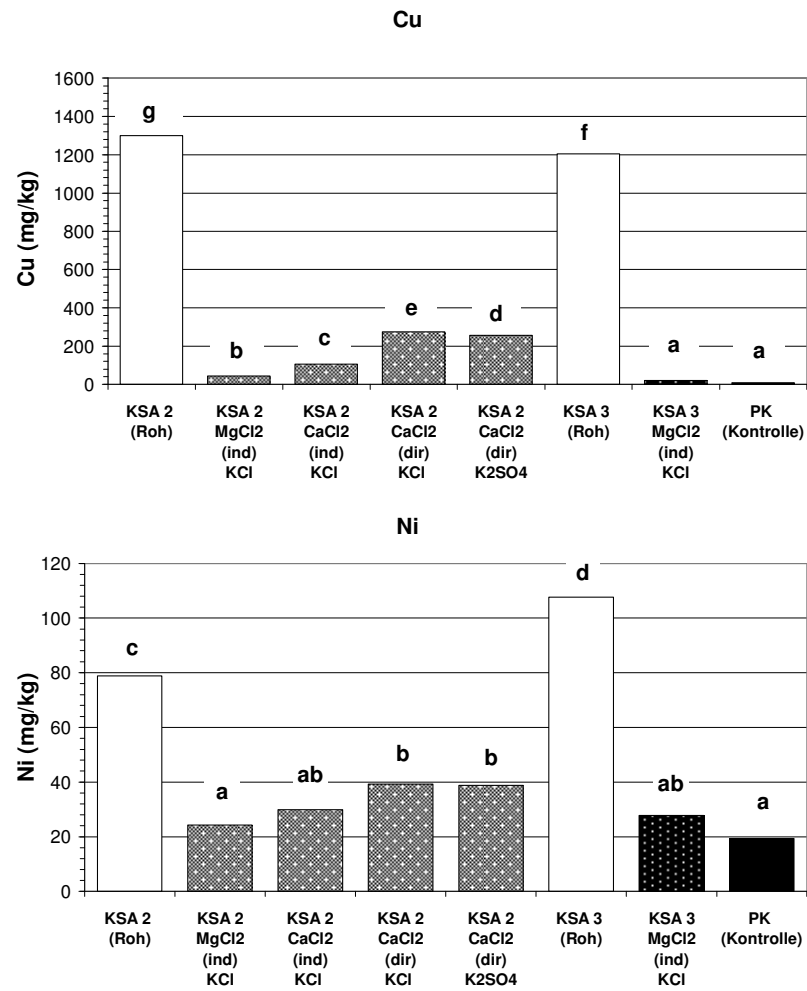 Cu
Cu (mg/kg)
1600
1400
1200
1000
800
600
400
200
0
g
b
c
e
d
f
a
a
KSA 2 KSA 2 KSA 2 KSA 2 KSA 2 KSA 3 KSA 3 PK
(Roh) MgCl2 CaCl2 CaCl2 CaCl2 (Roh) MgCl2 (Kontrolle)
(ind) (ind) (dir) (dir) (ind)
KCl KCl KCl K2SO4 KCl
Ni
Ni (mg/kg)
120
100
80
60
40
20
0
c
a
ab
b
b
d
ab
a
KSA 2 KSA 2 KSA 2 KSA 2 KSA 2 KSA 3 KSA 3 PK
(Roh) MgCl2 CaCl2 CaCl2 CaCl2 (Roh) MgCl2 (Kontrolle)
(ind) (ind) (dir) (dir) (ind)
KCl KCl KCl K2SO4 KCl